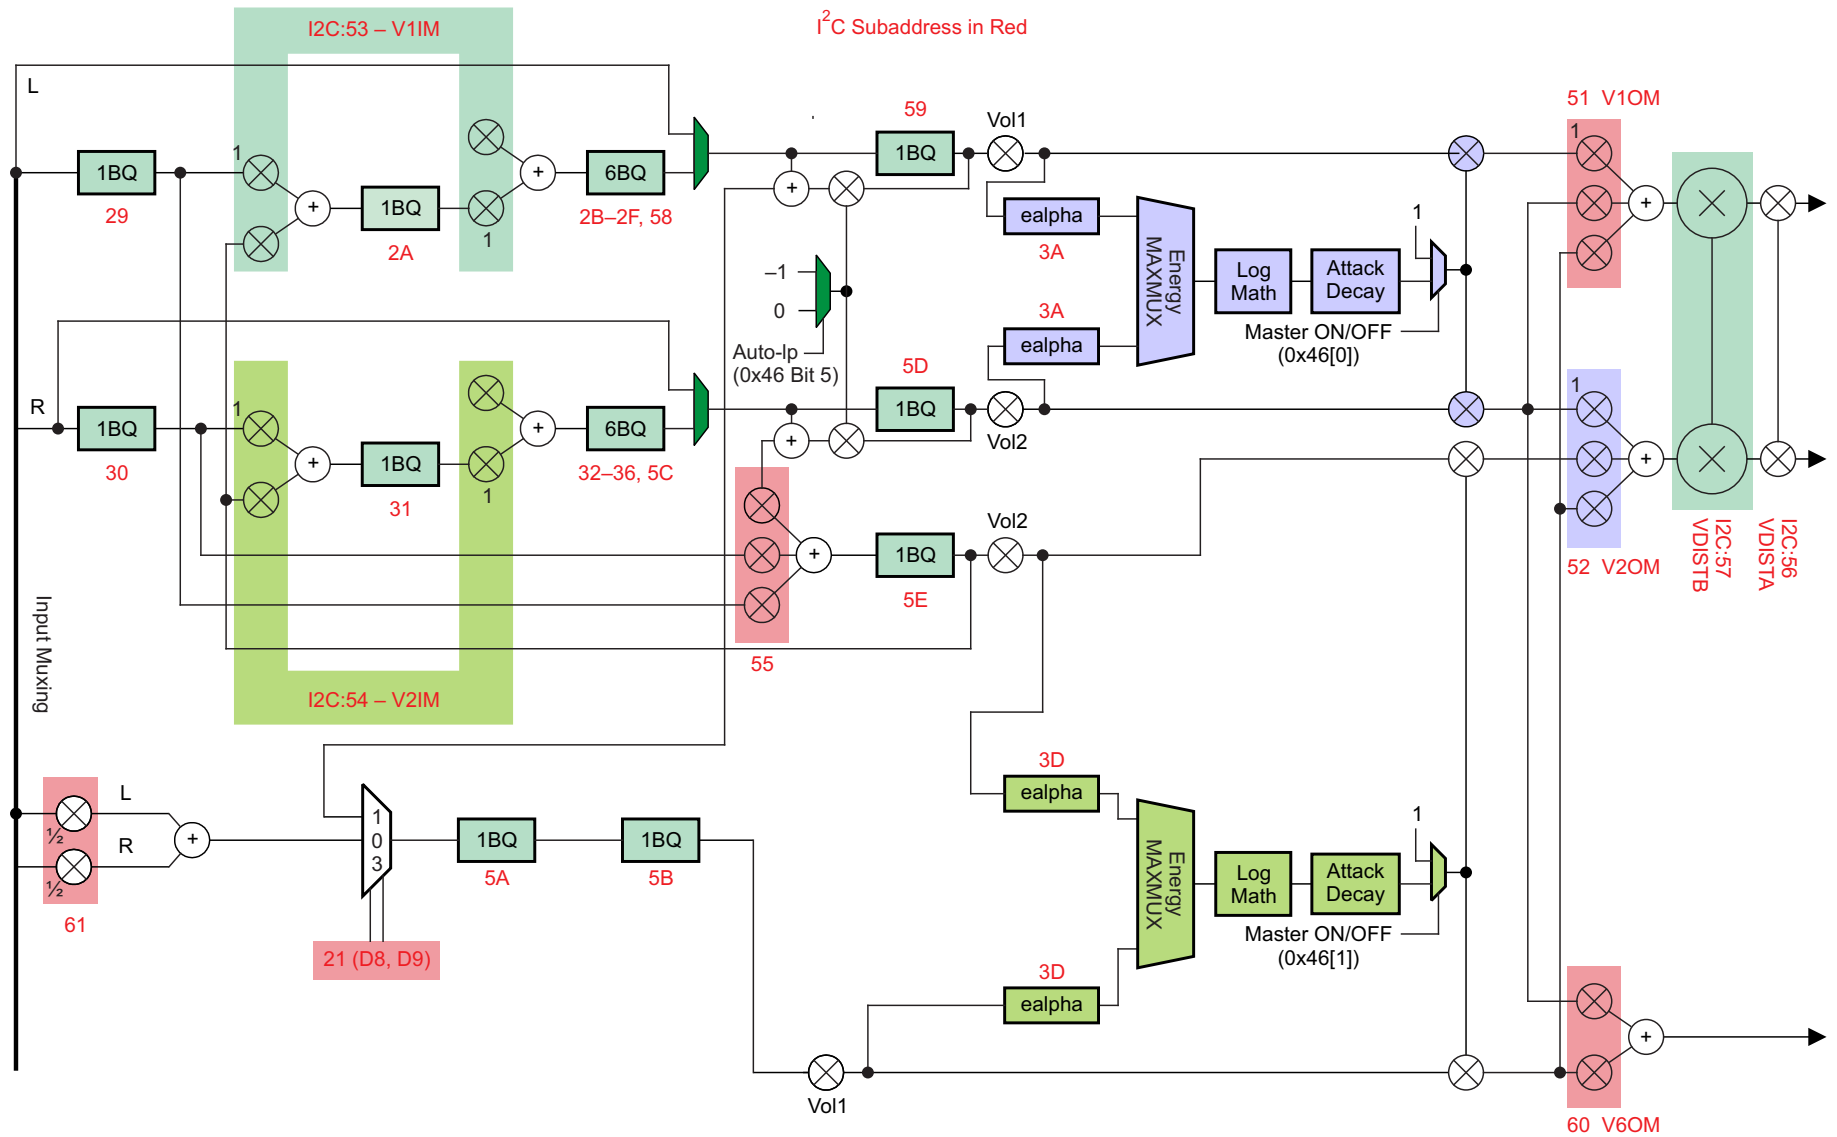 I2C:53 – V1IM
I²C Subaddress in Red
L
1BQ
29
1
+
1BQ
2A
1
+
6BQ
2B–2F, 58
59
1BQ
Vol1
+
51 V1OM
1
+
ealpha
3A
–1
0
Auto-lp
(0x46 Bit 5)
3A
ealpha
Energy
MAXMUX
Log
Math
Attack
Decay
1
Master ON/OFF
(0x46[0])
R
1BQ
30
1
+
1BQ
31
1
+
6BQ
32–36, 5C
5D
1BQ
Vol2
+
1
+
52 V2OM
I2C:57
VDISTB
I2C:56
VDISTA
+
1BQ
5E
Vol2
55
I2C:54 – V2IM
Input Muxing
L
½
R
½
61
+
1
0
3
21 (D8, D9)
1BQ
5A
1BQ
5B
3D
ealpha
3D
ealpha
Energy
MAXMUX
Log
Math
Attack
Decay
1
Master ON/OFF
(0x46[1])
Vol1
+
60 V6OM